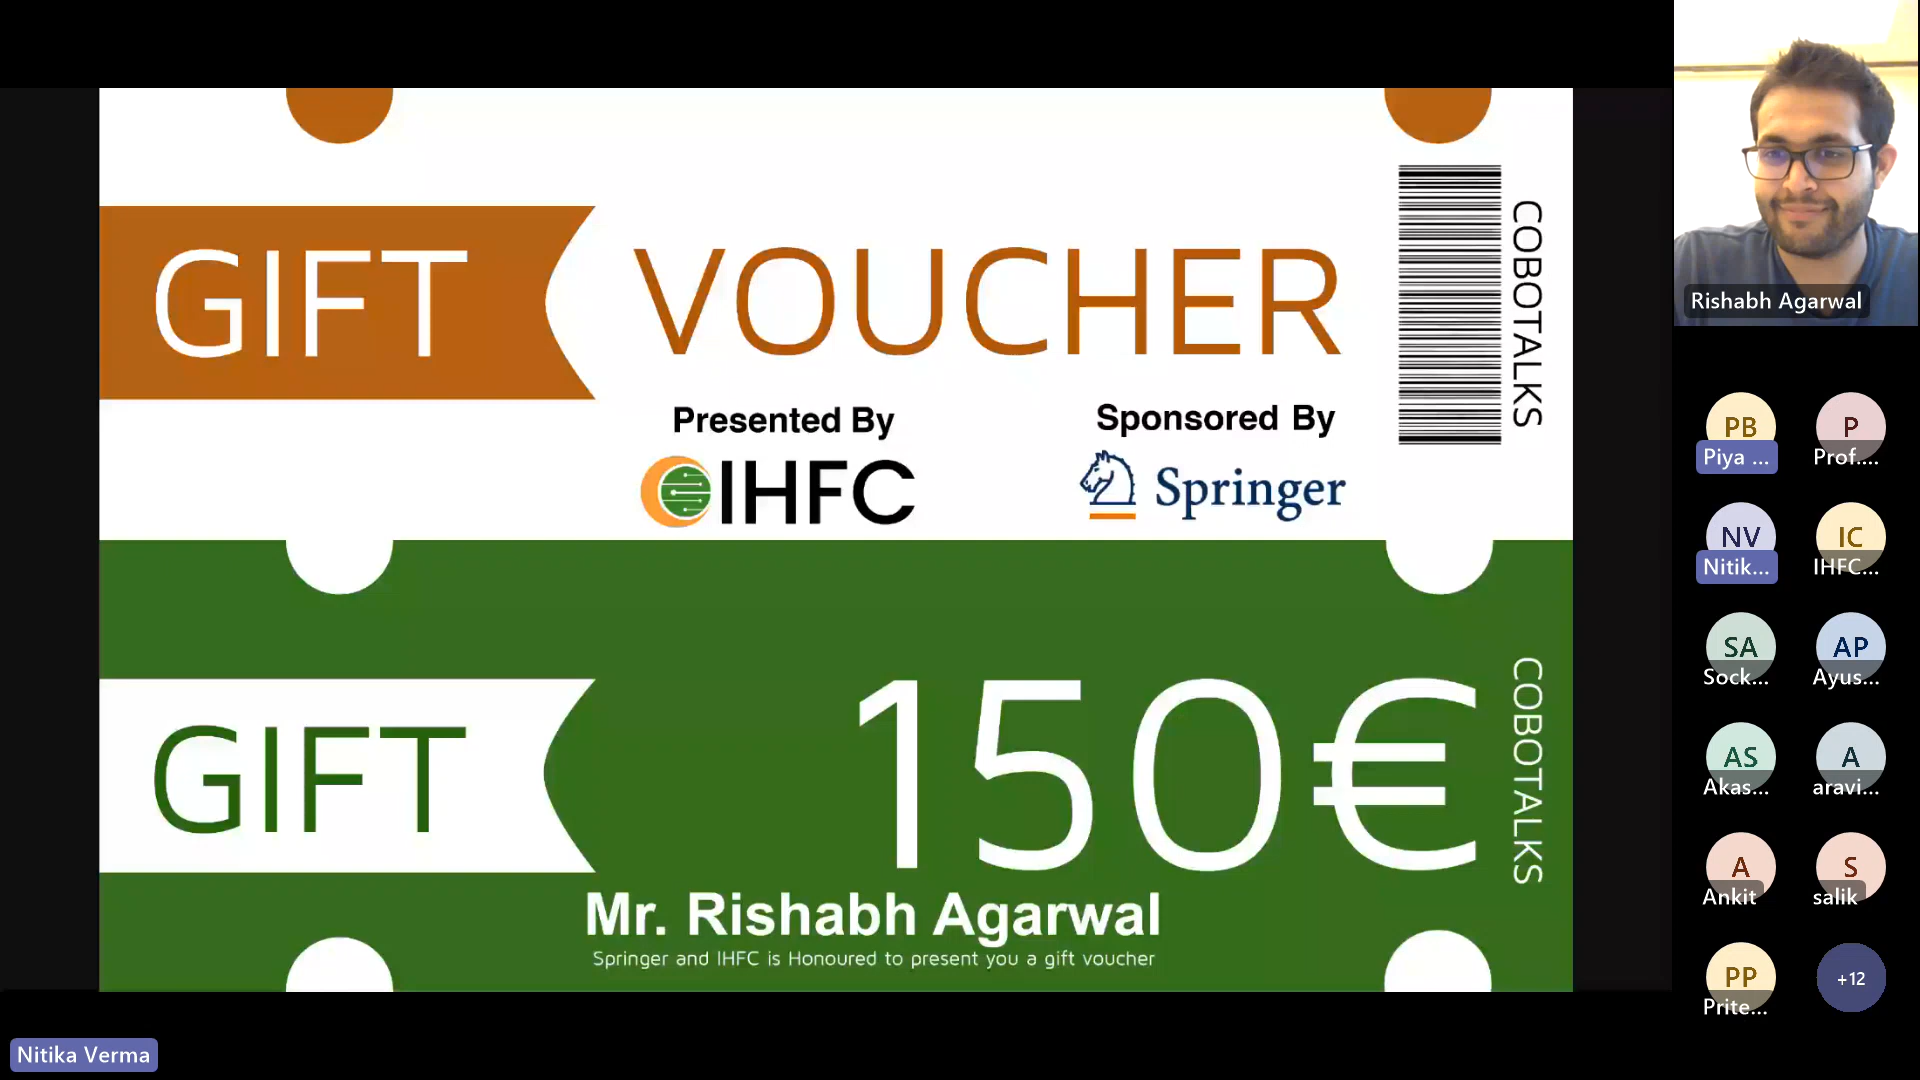 GIFT
VOUCHER
COBOTALKS
Presented By
Sponsored By
IHFC
Springer
GIFT
150€
COBOTALKS
Mr. Rishabh Agarwal
Springer and IHFC is Honoured to present you a gift voucher
Nitika Verma
Rishabh Agarwal
PB
P
Piya ...
Prof....
NV
IC
Nitik...
IHFC...
SA
AP
Sock...
Ayus...
AS
A
Akas...
aravi...
A
S
Ankit
salik
PP
+12
Prite...